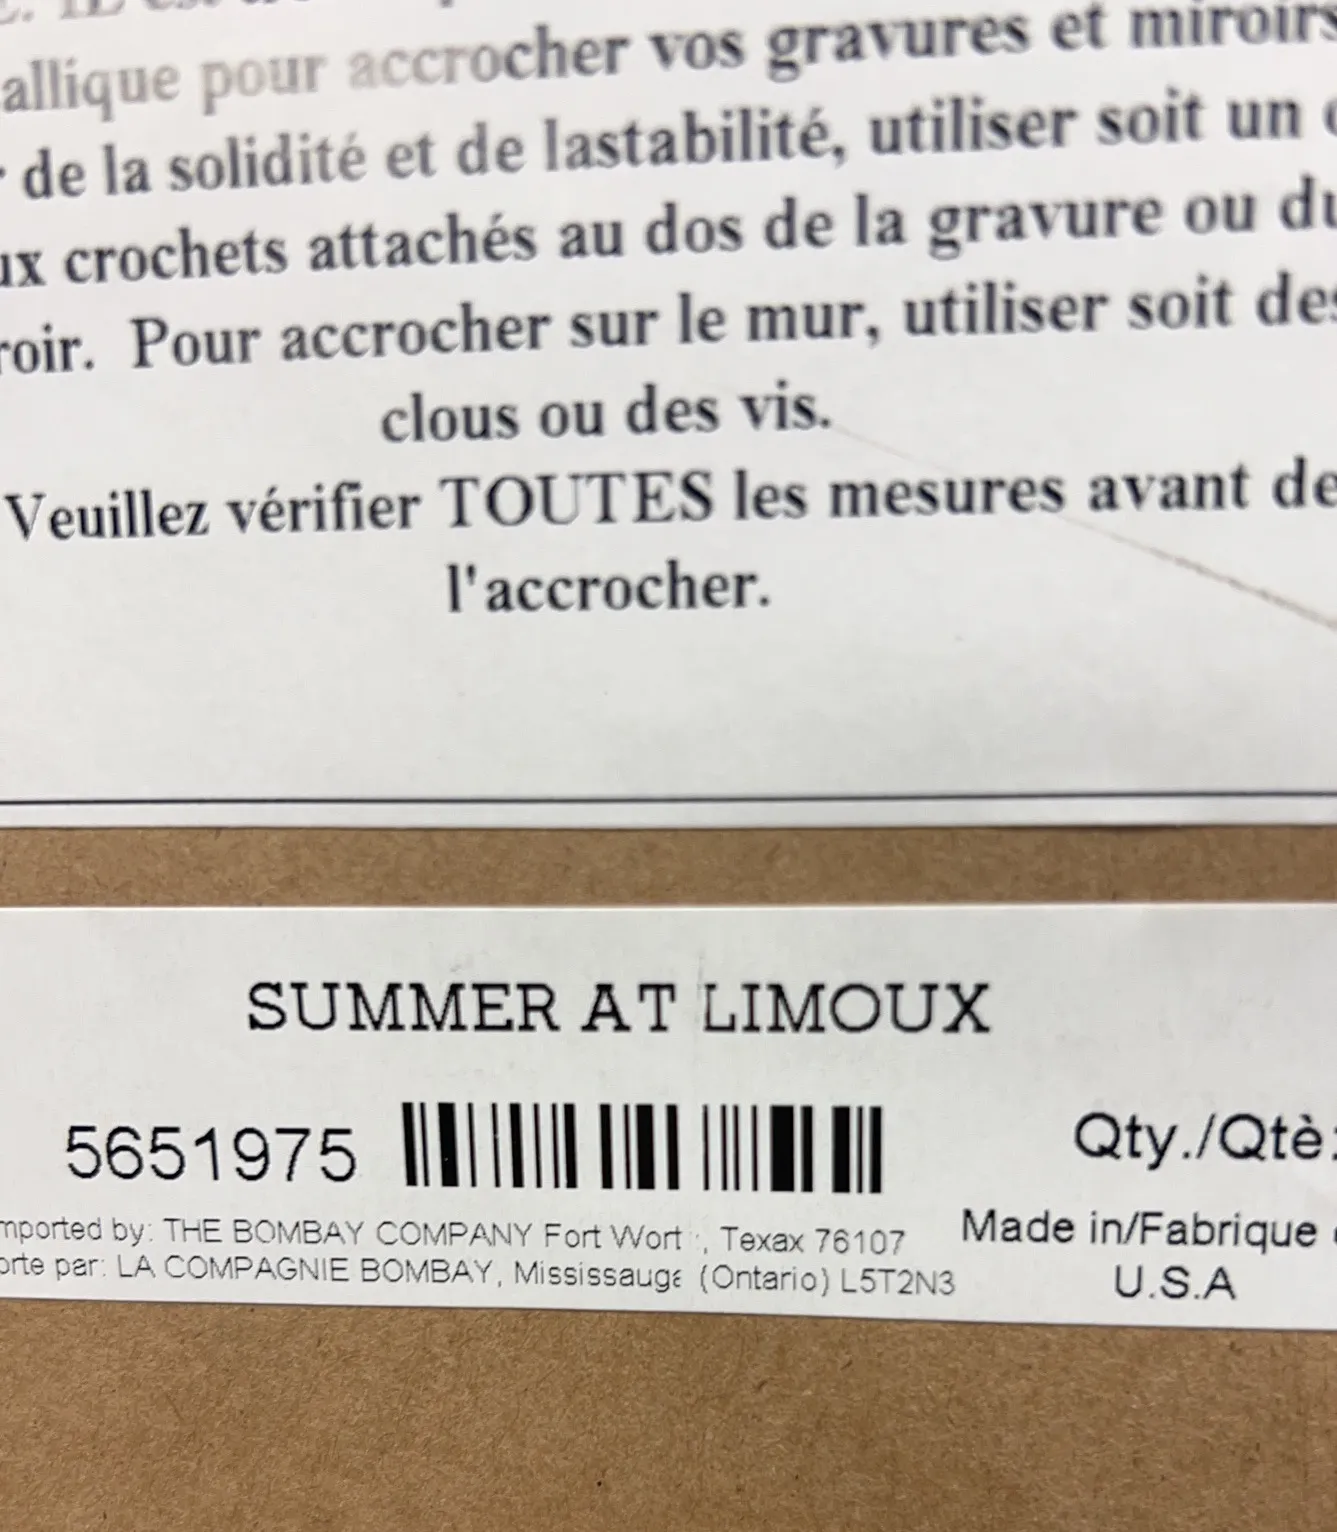 allique pour accrocher vos gravures et miroirs
de la solidité et de lastabilité, utiliser soit un
ux crochets attachés au dos de la gravure ou du
roir. Pour accrocher sur le mur, utiliser soit des
clous ou des vis.
Veuillez vérifier TOUTES les mesures avant de
l'accrocher.
SUMMER AT LIMOUX
5651975
Qty./Qtè:
mported by: THE BOMBAY COMPANY Fort Wort , Texax 76107
orte par: LA COMPAGNIE BOMBAY, Mississauga (Ontario) L5T2N3
Made in/Fabrique
U.S.A